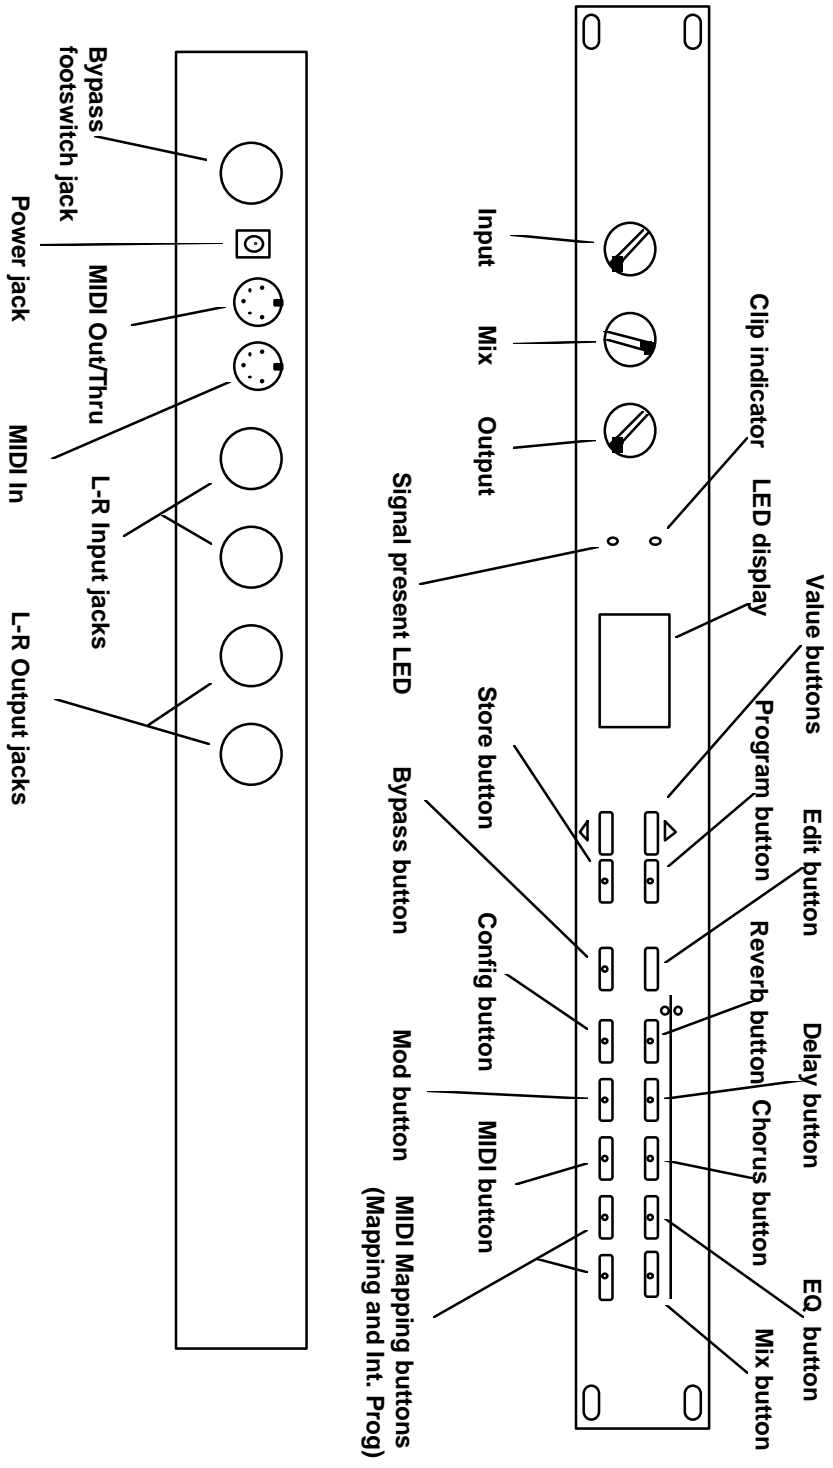 Value buttons
Edit button
Delay button
EQ button
Clip indicator
LED display
Program button
Reverb button
Chorus button
Mix button
Input
Mix
Output
Store button
Config button
MIDI button
Signal present LED
Bypass button
Mod button
MIDI Mapping buttons
(Mapping and Int. Prog)
Bypass
footswitch jack
MIDI Out/Thru
L-R Input jacks
Power jack
MIDI In
L-R Output jacks